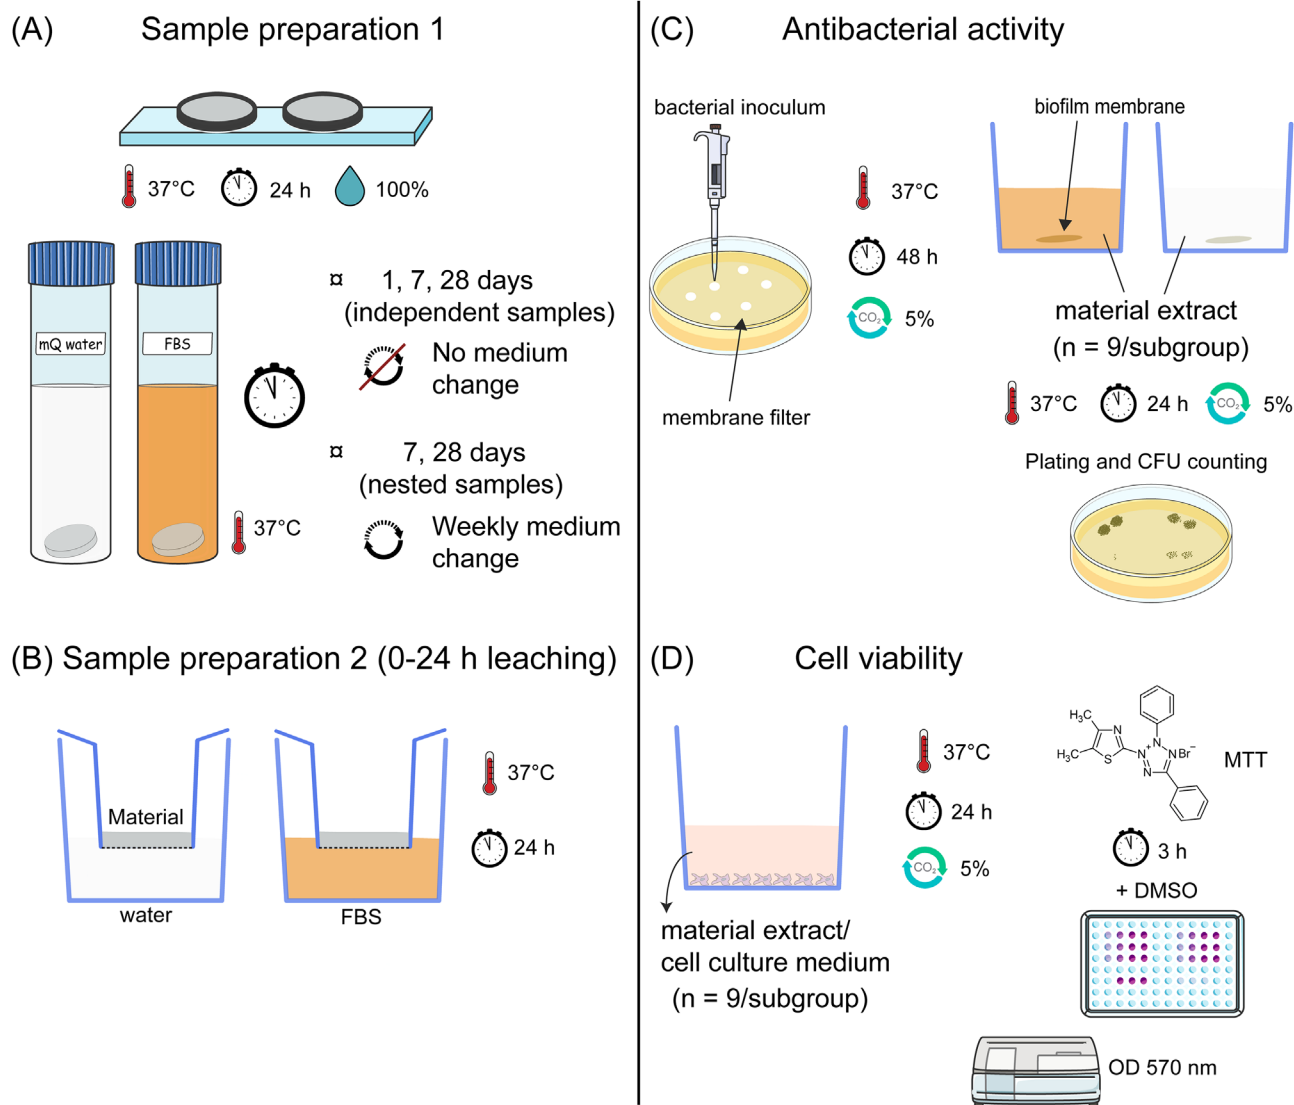 (A) Sample preparation 1
37°C 24 h 100%
mQ water
FBS
¤ 1, 7, 28 days
(independent samples)
No medium
change
¤ 7, 28 days
(nested samples)
37°C
Weekly medium
change
(B) Sample preparation 2 (0-24 h leaching)
Material
37°C
24 h
water
FBS
(C) Antibacterial activity
bacterial inoculum
37°C
48 h
CO₂ 5%
membrane filter
biofilm membrane
material extract
(n = 9/subgroup)
37°C 24 h CO₂ 5%
Plating and CFU counting
(D) Cell viability
37°C
24 h
CO₂ 5%
material extract/
cell culture medium
(n = 9/subgroup)
H₃C
H₃C
N
S
N
N⁺
N
N
Br⁻
MTT
3 h
+ DMSO
OD 570 nm